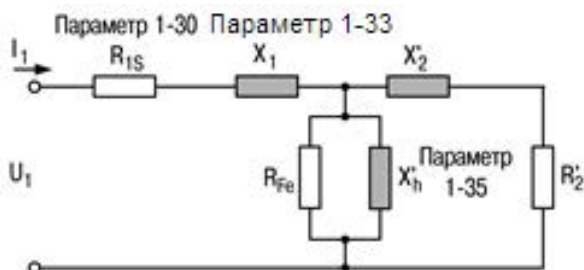 Параметр 1-30 Параметр 1-33
I1
R1S
X1
X'2
U1
RFe
X'h
Параметр
1-35
R'2